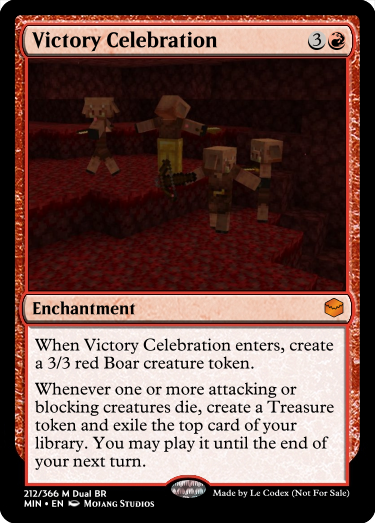 Victory Celebration 3
Enchantment
When Victory Celebration enters, create
a 3/3 red Boar creature token.
Whenever one or more attacking or
blocking creatures die, create a Treasure
token and exile the top card of your
library. You may play it until the end of
your next turn.
212/366 M Dual BR
MIN • EN Mojang Studios
Made by Le Codex (Not For Sale)